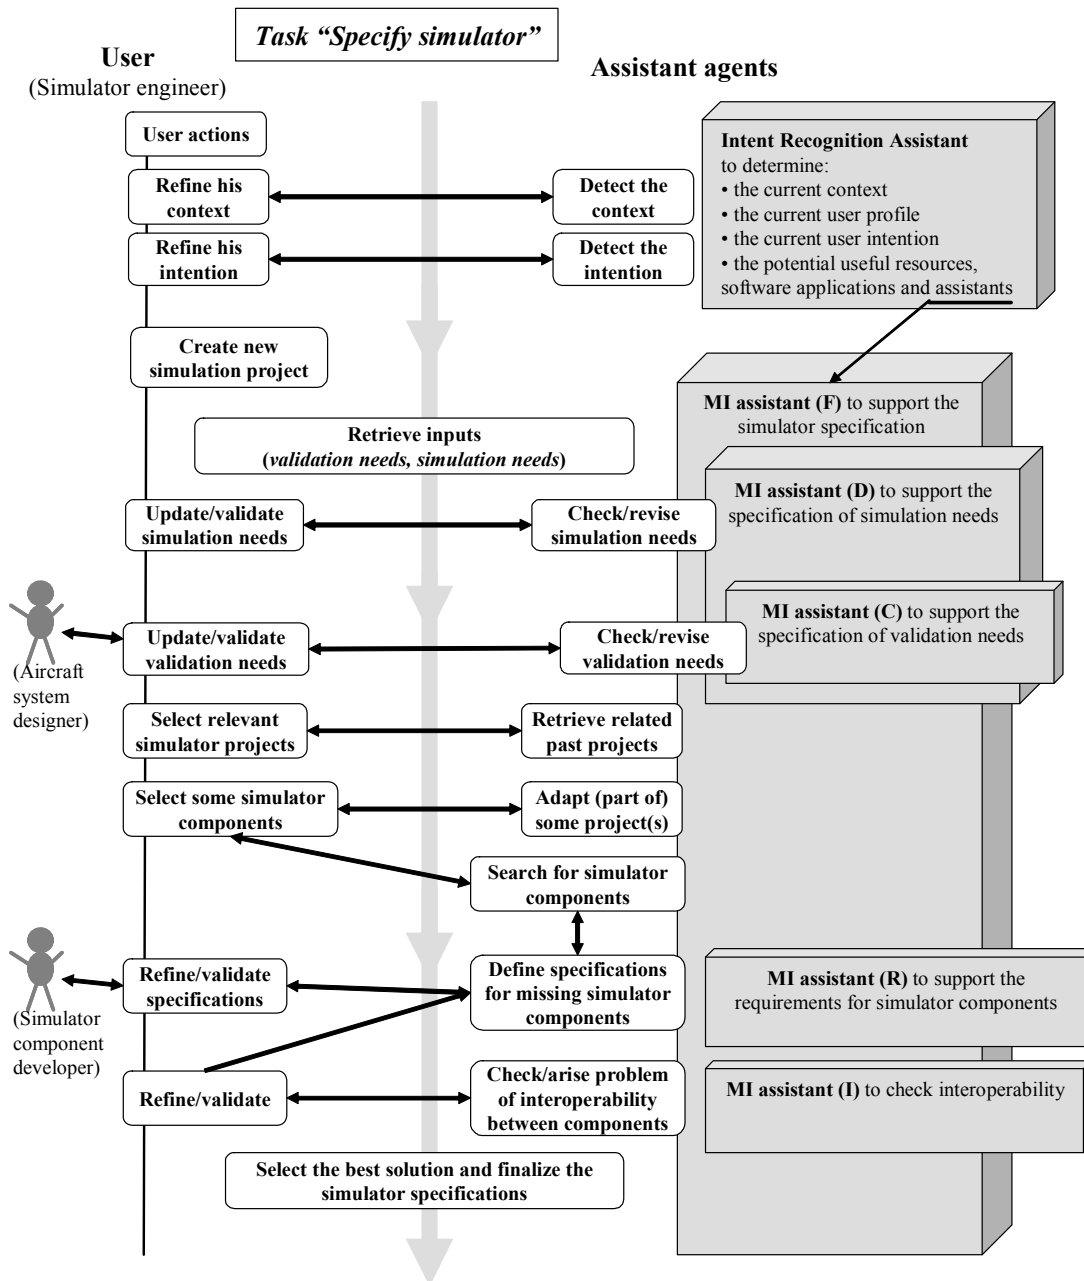 Task “Specify simulator”
User
(Simulator engineer)
Assistant agents
User actions
Refine his
context
Detect the
context
Refine his
intention
Detect the
intention
Intent Recognition Assistant
to determine:
• the current context
• the current user profile
• the current user intention
• the potential useful resources,
software applications and assistants
Create new
simulation project
MI assistant (F) to support the
simulator specification
Retrieve inputs
(validation needs, simulation needs)
MI assistant (D) to support the
specification of simulation needs
Update/validate
simulation needs
Check/revise
simulation needs
MI assistant (C) to support the
specification of validation needs
(Aircraft
system
designer)
Update/validate
validation needs
Check/revise
validation needs
Select relevant
simulator projects
Retrieve related
past projects
Select some simulator
components
Adapt (part of)
some project(s)
Search for simulator
components
(Simulator
component
developer)
Refine/validate
specifications
Define specifications
for missing simulator
components
MI assistant (R) to support the
requirements for simulator components
Refine/validate
Check/arise problem
of interoperability
between components
MI assistant (I) to check interoperability
Select the best solution and finalize the
simulator specifications